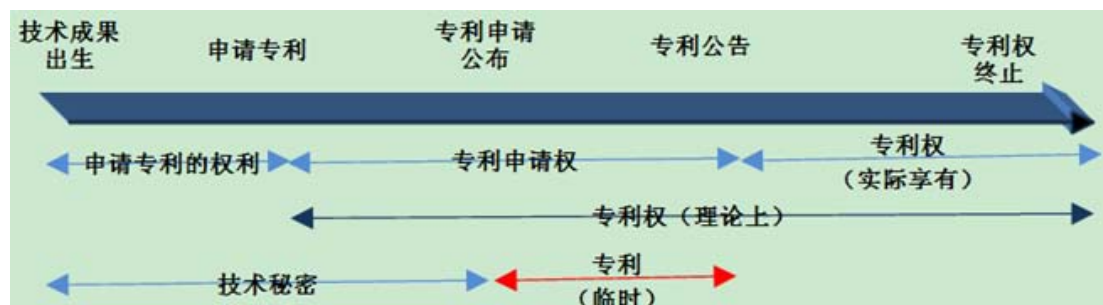 技术成果
出生
申请专利
专利申请
公布
专利公告
专利权
终止
申请专利的权利
专利申请权
专利权
（实际享有）
专利权（理论上）
技术秘密
专利
（临时）